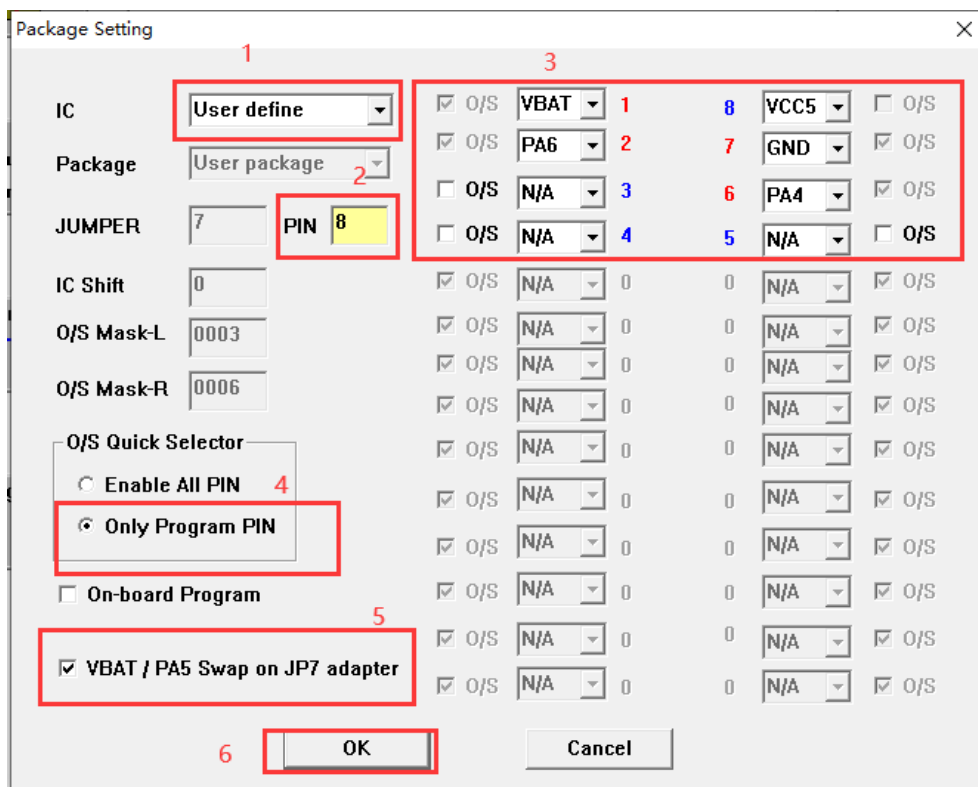 Package Setting
1
3
IC User define
O/S VBAT 1 8 VCC5 O/S
Package User package
O/S PA6 2 7 GND O/S
2
JUMPER 7 PIN 8
O/S N/A 3 6 PA4 O/S
O/S N/A 4 5 N/A O/S
IC Shift 0
O/S N/A 0 0 N/A O/S
O/S Mask-L 0003
O/S N/A 0 0 N/A O/S
O/S N/A 0 0 N/A O/S
O/S Mask-R 0006
O/S N/A 0 0 N/A O/S
O/S Quick Selector
O/S N/A 0 0 N/A O/S
Enable All PIN 4
O/S N/A 0 0 N/A O/S
Only Program PIN
O/S N/A 0 0 N/A O/S
On-board Program
O/S N/A 0 0 N/A O/S
5
O/S N/A 0 0 N/A O/S
VBAT / PA5 Swap on JP7 adapter
O/S N/A 0 0 N/A O/S
6 OK Cancel